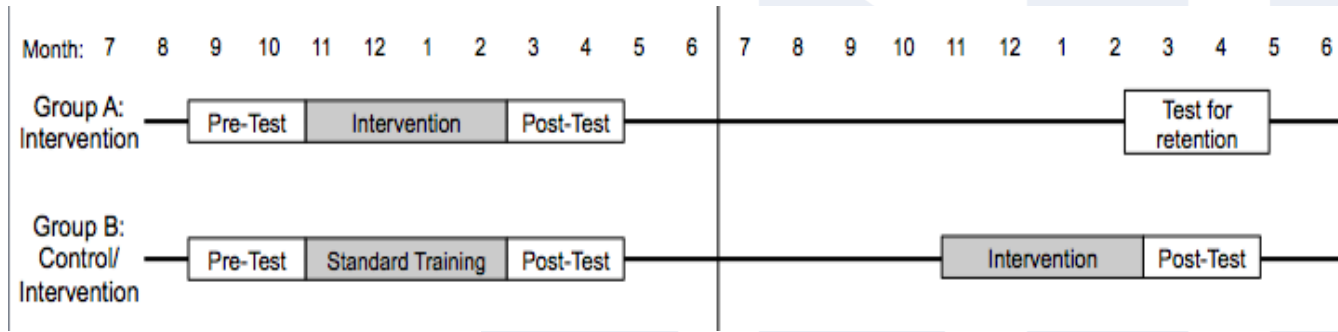 Month: 7 8 9 10 11 12 1 2 3 4 5 6 7 8 9 10 11 12 1 2 3 4 5 6
Group A:
Intervention
Pre-Test Intervention Post-Test
Test for
retention
Group B:
Control/
Intervention
Pre-Test Standard Training Post-Test Intervention Post-Test